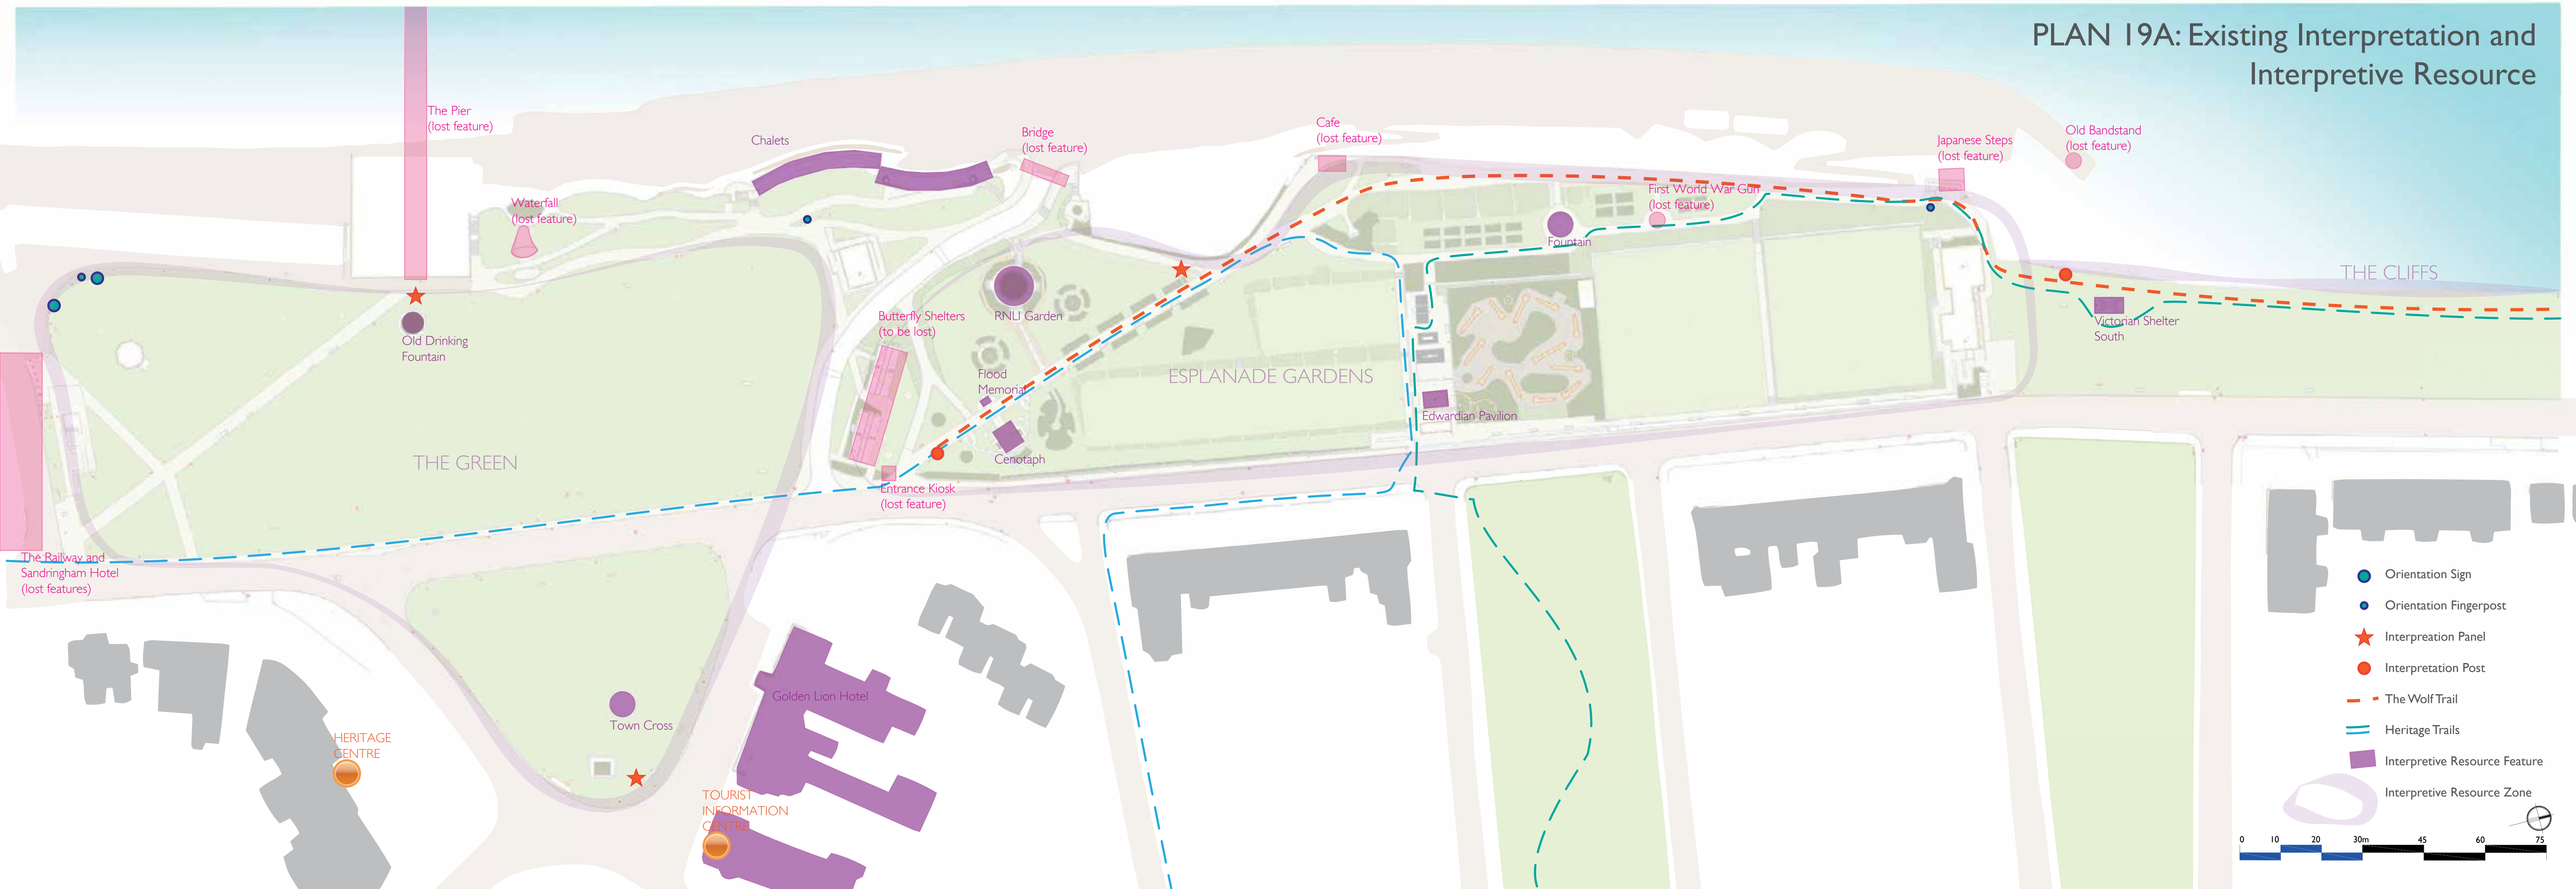 PLAN 19A: Existing Interpretation and
Interpretive Resource
The Pier
(lost feature)
Chalets
Bridge
(lost feature)
Cafe
(lost feature)
Japanese Steps
(lost feature)
Old Bandstand
(lost feature)
Waterfall
(lost feature)
First World War Gun
(lost feature)
Fountain
THE CLIFFS
Old Drinking
Fountain
Butterfly Shelters
(to be lost)
RNLI Garden
Victorian Shelter
South
Flood
Memorial
ESPLANADE GARDENS
Edwardian Pavilion
THE GREEN
Cenotaph
Entrance Kiosk
(lost feature)
The Railway and
Sandringham Hotel
(lost features)
Golden Lion Hotel
Town Cross
HERITAGE
CENTRE
TOURIST
INFORMATION
CENTRE
Orientation Sign
Orientation Fingerpost
Interpreation Panel
Interpretation Post
The Wolf Trail
Heritage Trails
Interpretive Resource Feature
Interpretive Resource Zone
0 10 20 30m 45 60 75